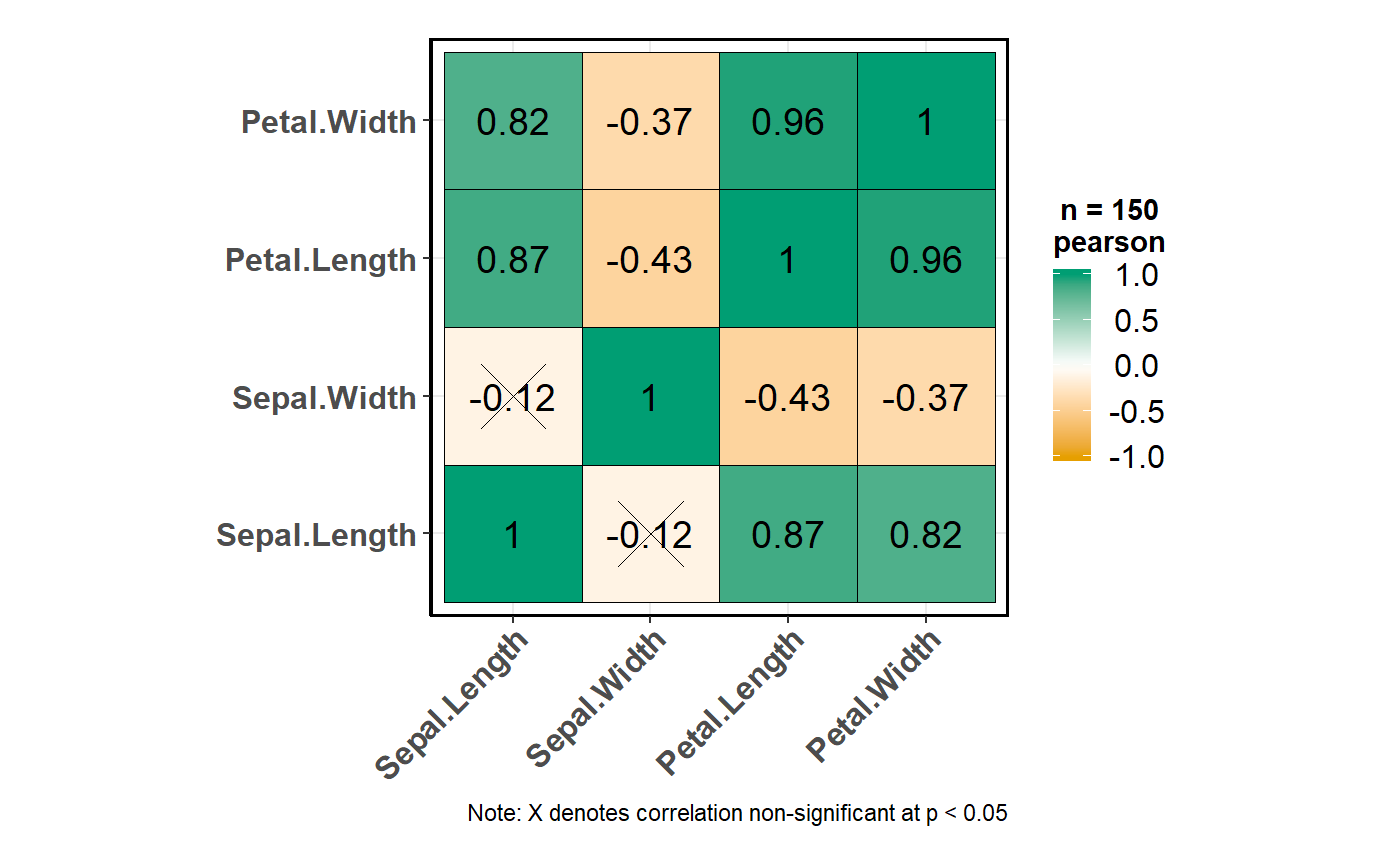 Petal.Width 0.82 -0.37 0.96 1
Petal.Length 0.87 -0.43 1 0.96
Sepal.Width -0.12 1 -0.43 -0.37
Sepal.Length 1 -0.12 0.87 0.82
Sepal.Length Sepal.Width Petal.Length Petal.Width
n = 150
pearson
1.0
0.5
0.0
-0.5
-1.0
Note: X denotes correlation non-significant at p < 0.05